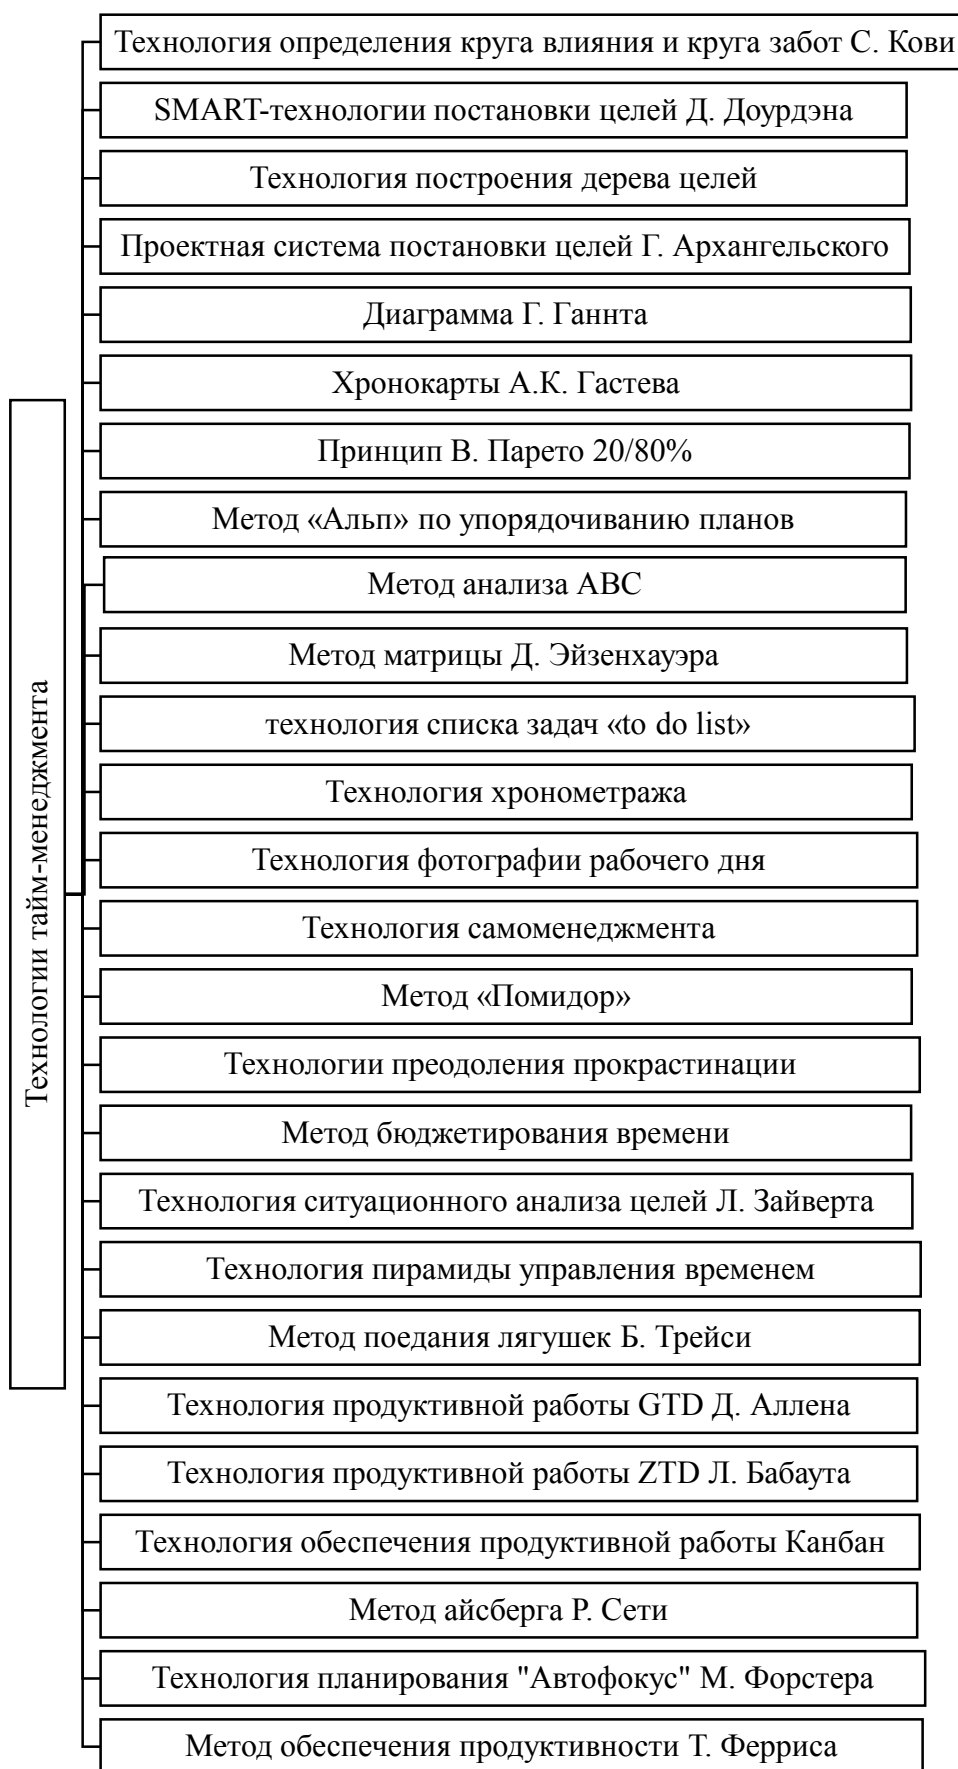 Технология определения круга влияния и круга забот С. Кови
SMART-технологии постановки целей Д. Доурдэна
Технология построения дерева целей
Проектная система постановки целей Г. Архангельского
Диаграмма Г. Ганнта
Хронокарты А.К. Гастева
Принцип В. Парето 20/80%
Метод «Альп» по упорядочиванию планов
Метод анализа ABC
Метод матрицы Д. Эйзенхауэра
технология списка задач «to do list»
Технология хронометража
Технология фотографии рабочего дня
Технология самоменеджмента
Метод «Помидор»
Технологии преодоления прокрастинации
Метод бюджетирования времени
Технология ситуационного анализа целей Л. Зайверта
Технология пирамиды управления временем
Метод поедания лягушек Б. Трейси
Технология продуктивной работы GTD Д. Аллена
Технология продуктивной работы ZTD Л. Бабаута
Технология обеспечения продуктивной работы Канбан
Метод айсберга Р. Сети
Технология планирования "Автофокус" М. Форстера
Метод обеспечения продуктивности Т. Ферриса
Технологии тайм-менеджмента